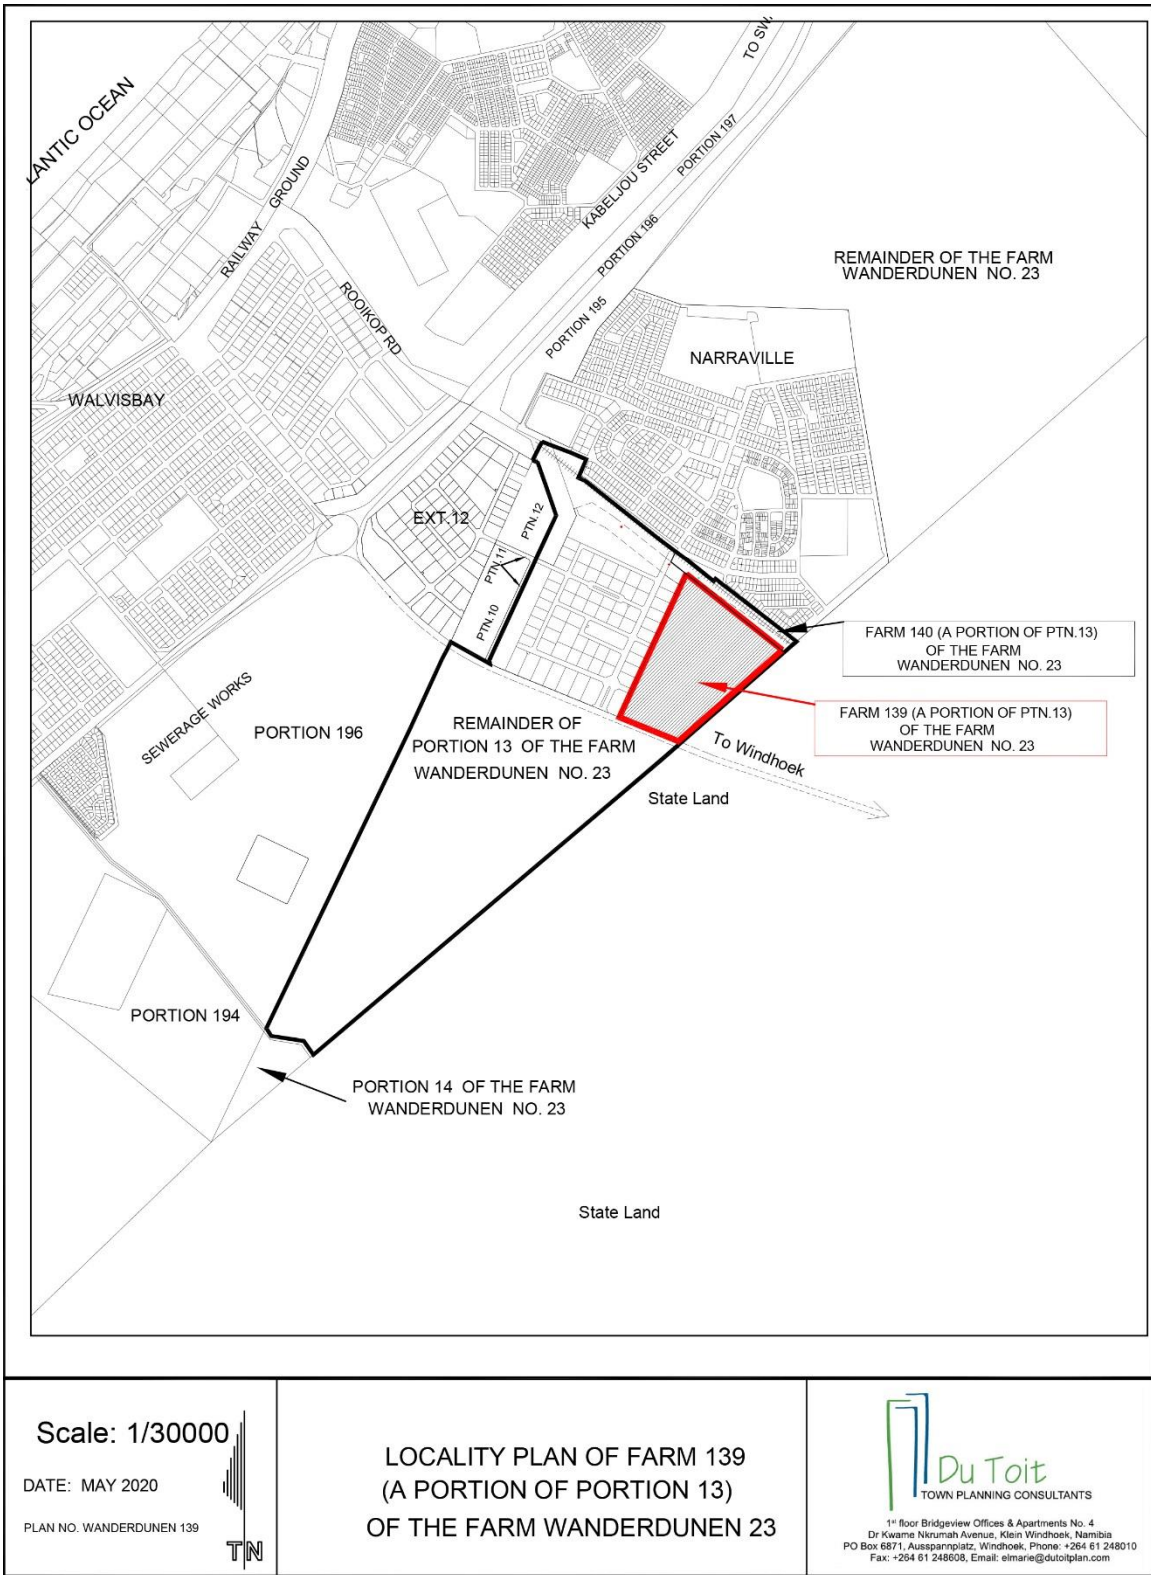 LANTIC OCEAN
RAILWAY GROUND
ROOIKOP RD
KABELJOU STREET
PORTION 197
PORTION 196
PORTION 195
REMAINDER OF THE FARM
WANDERDUNEN NO. 23
NARRAVILLE
WALVISBAY
EXT.12
PTN.12
PTN.11
PTN.10
FARM 140 (A PORTION OF PTN.13)
OF THE FARM
WANDERDUNEN NO. 23
FARM 139 (A PORTION OF PTN.13)
OF THE FARM
WANDERDUNEN NO. 23
SEWERAGE WORKS
PORTION 196
REMAINDER OF
PORTION 13 OF THE FARM
WANDERDUNEN NO. 23
To Windhoek
State Land
PORTION 194
PORTION 14 OF THE FARM
WANDERDUNEN NO. 23
State Land
Scale: 1/30000
DATE: MAY 2020
PLAN NO. WANDERDUNEN 139
TN
LOCALITY PLAN OF FARM 139
(A PORTION OF PORTION 13)
OF THE FARM WANDERDUNEN 23
Du Toit
TOWN PLANNING CONSULTANTS
1st floor Bridgeview Offices & Apartments No. 4
Dr Kwame Nkrumah Avenue, Klein Windhoek, Namibia
PO Box 6871, Ausspannplatz, Windhoek, Phone: +264 61 248010
Fax: +264 61 248608, Email: elmarie@dutoitplan.com